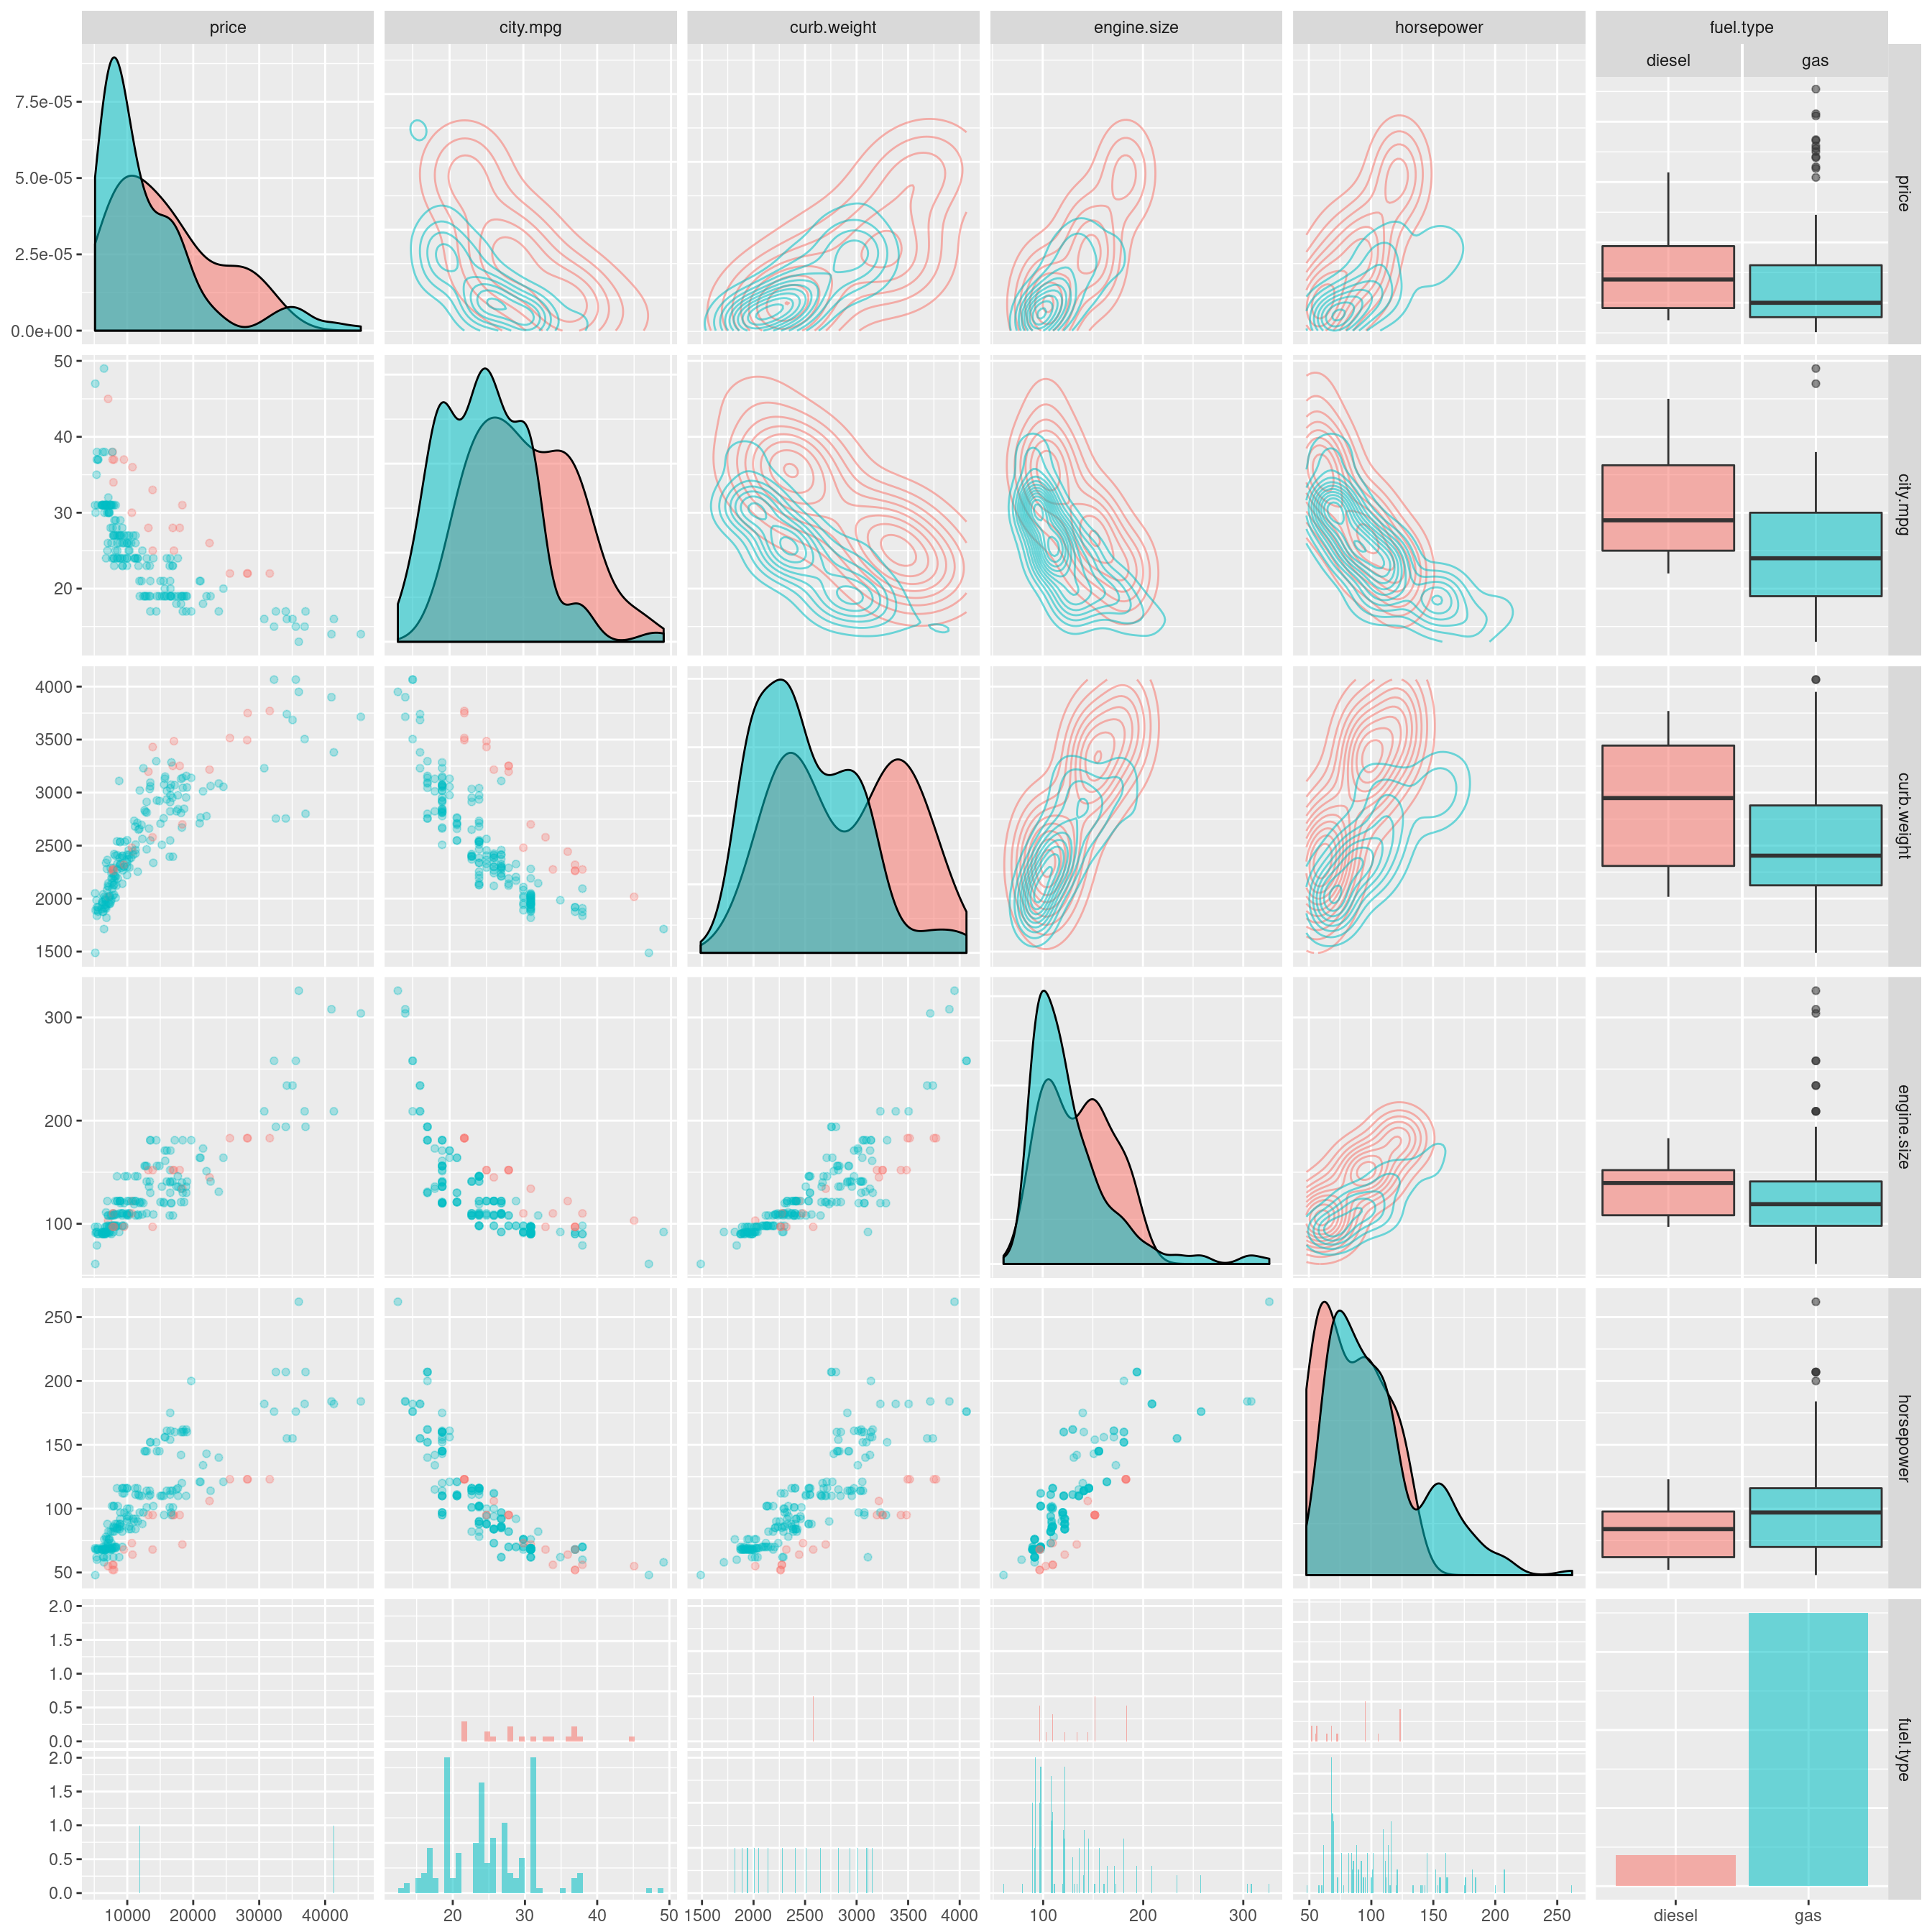 price city.mpg curb.weight engine.size horsepower fuel.type
diesel gas
7.5e-05
5.0e-05
2.5e-05
0.0e+00
price
50
40
30
20
city.mpg
4000
3500
3000
2500
2000
1500
curb.weight
300
200
100
engine.size
250
200
150
100
50
horsepower
2.0
1.5
1.0
0.5
0.0
2.0
1.5
1.0
0.5
0.0
fuel.type
10000 20000 30000 40000 20 30 40 50 1500 2000 2500 3000 3500 4000 100 200 300 50 100 150 200 250 diesel gas